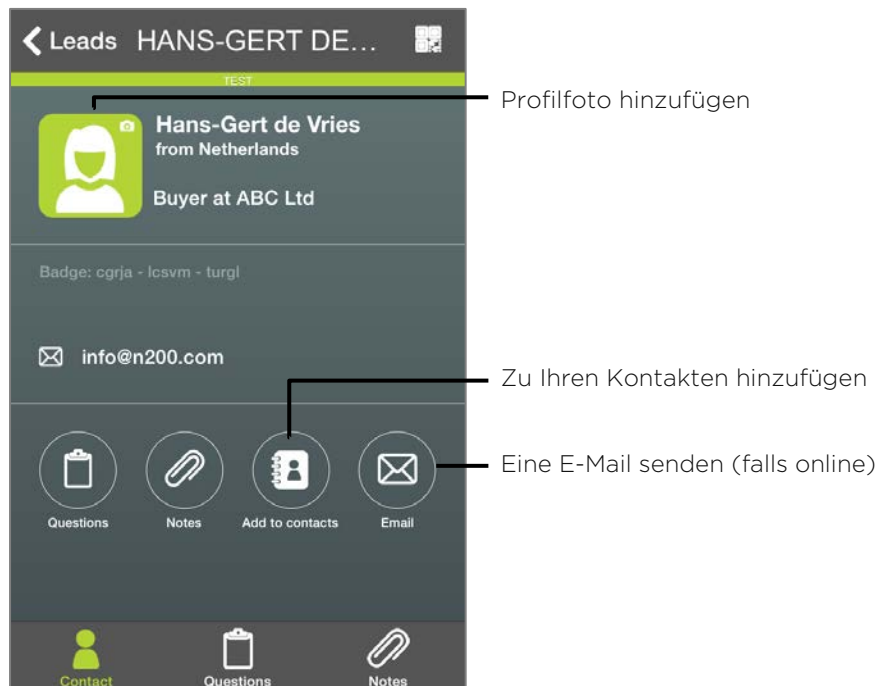 Leads HANS-GERT DE...
TEST
Profilfoto hinzufügen
Hans-Gert de Vries
from Netherlands
Buyer at ABC Ltd
Badge: cgrja - lcsvm - turgl
info@n200.com
Zu Ihren Kontakten hinzufügen
Eine E-Mail senden (falls online)
Questions Notes Add to contacts Email
Contact Questions Notes